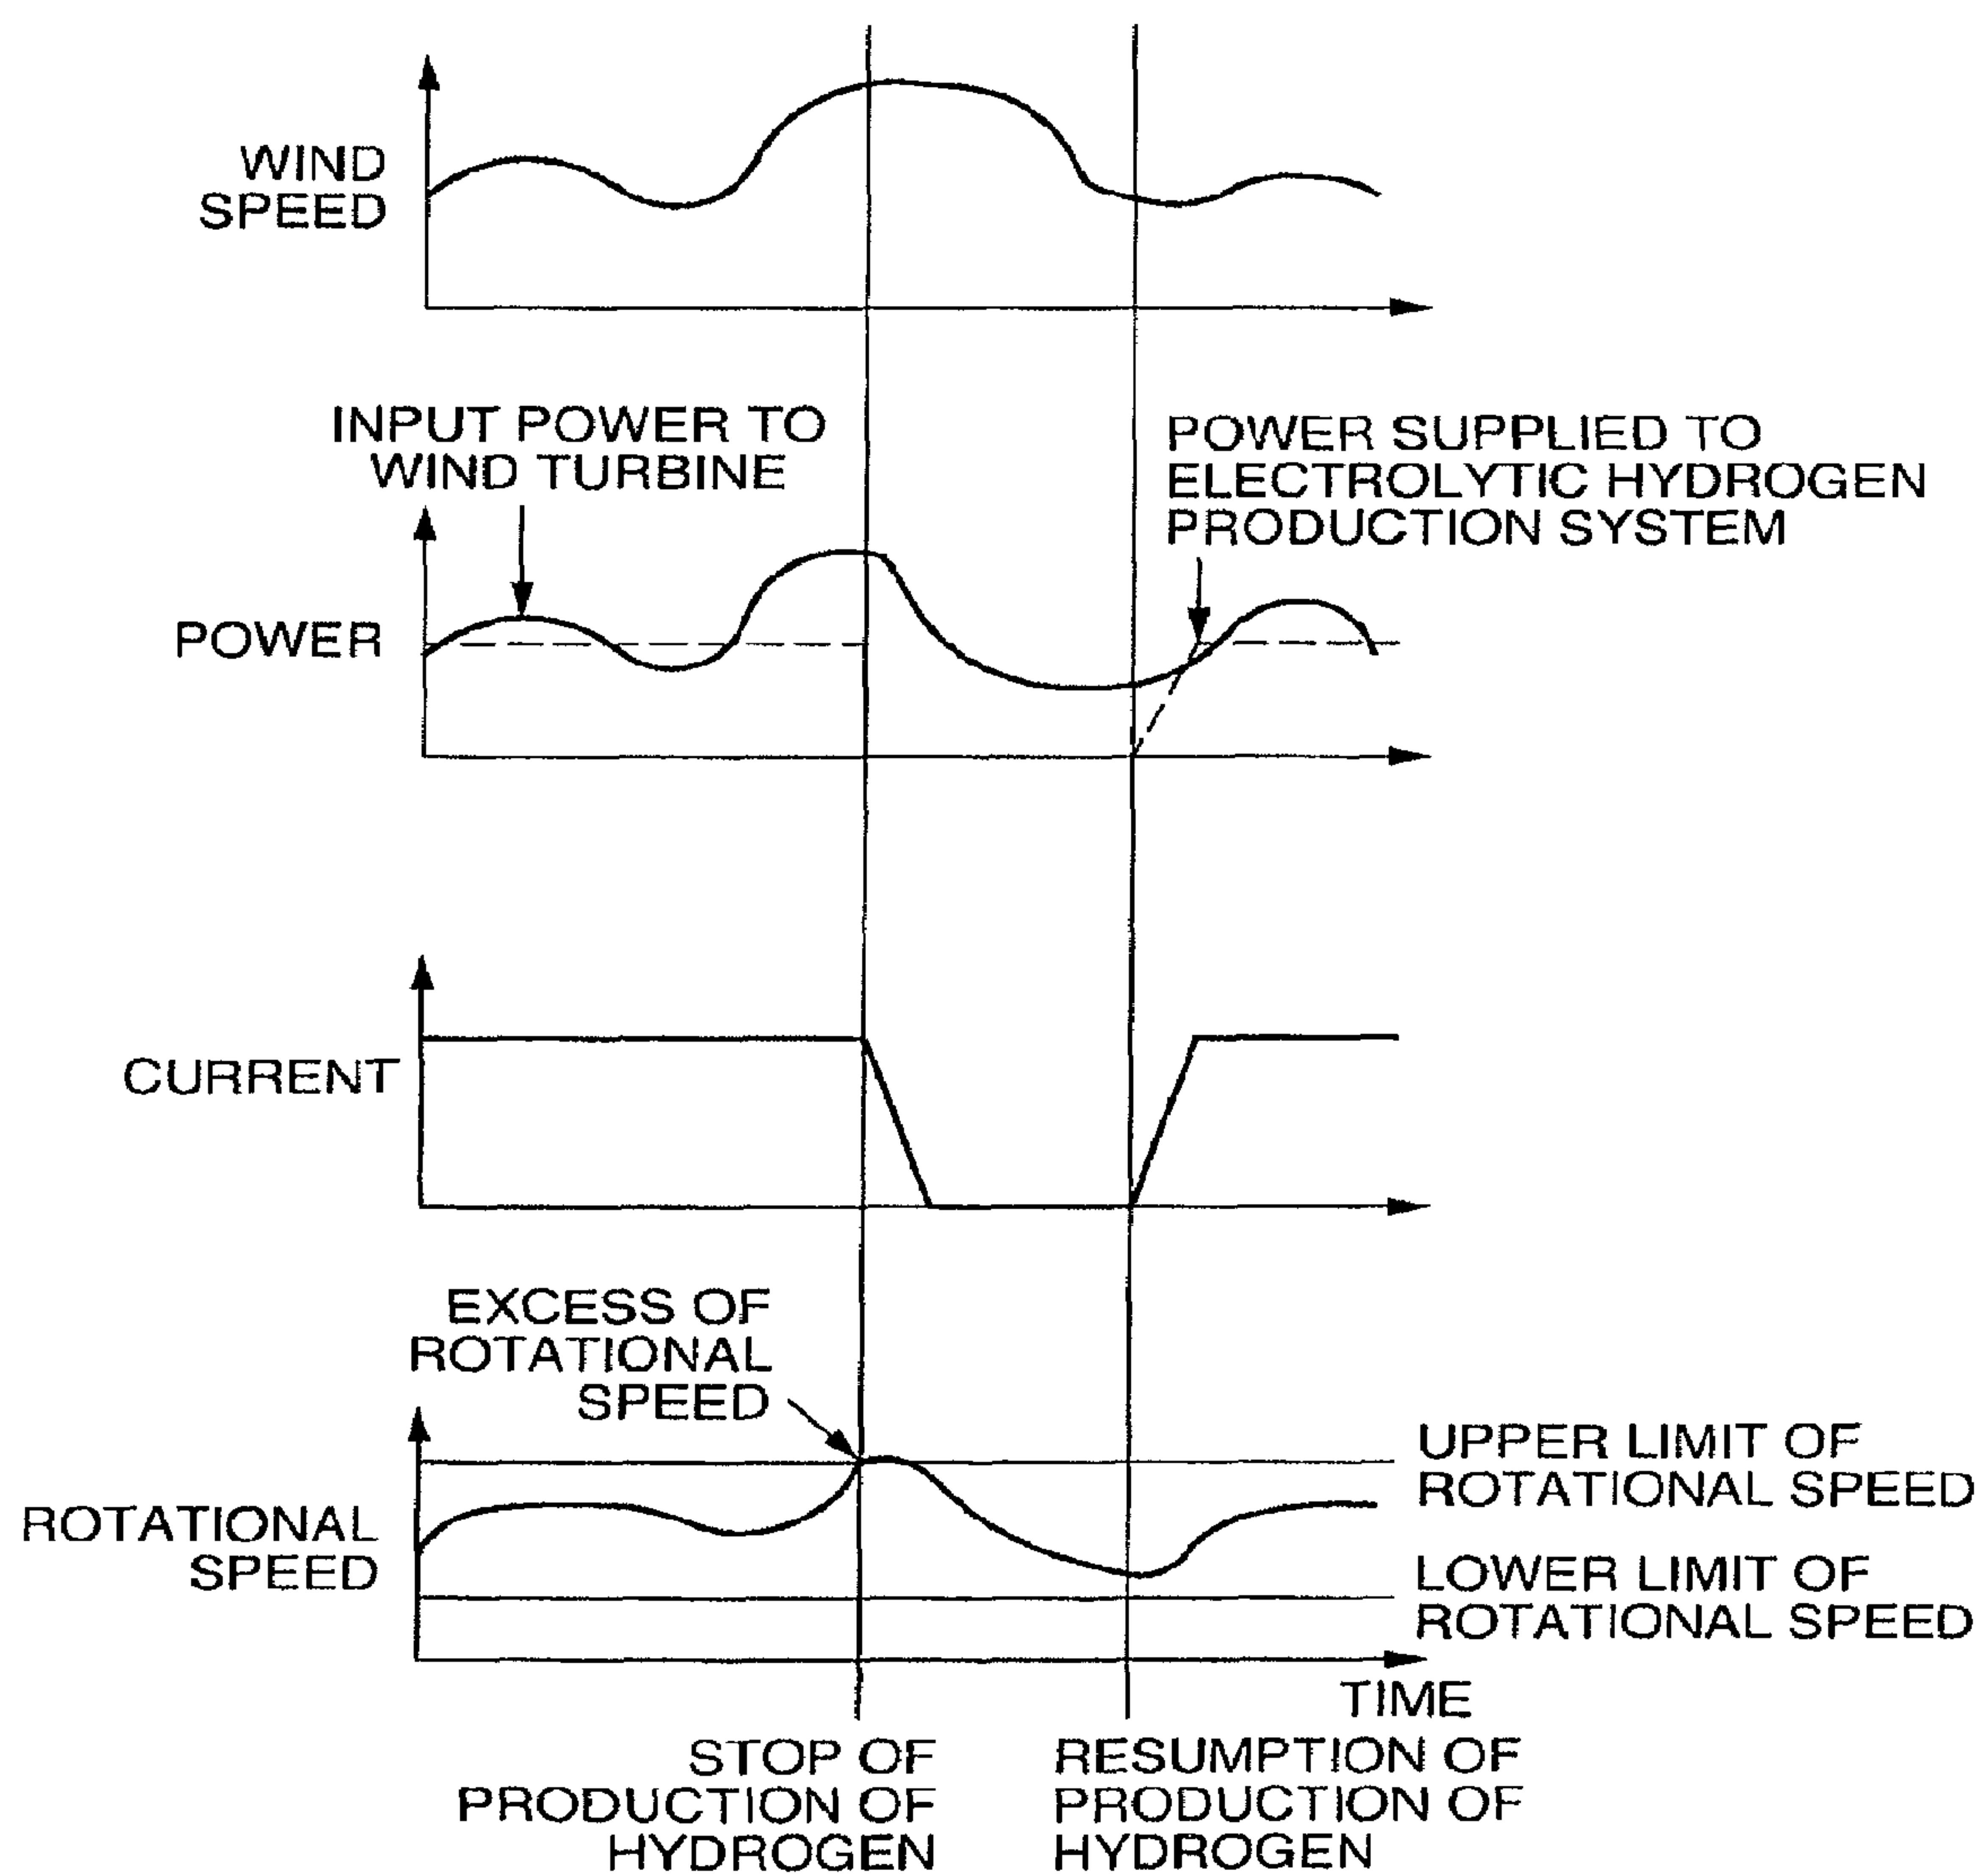 WIND
SPEED
INPUT POWER TO
WIND TURBINE
POWER SUPPLIED TO
ELECTROLYTIC HYDROGEN
PRODUCTION SYSTEM
POWER
CURRENT
EXCESS OF
ROTATIONAL
SPEED
UPPER LIMIT OF
ROTATIONAL SPEED
ROTATIONAL
SPEED
LOWER LIMIT OF
ROTATIONAL SPEED
TIME
STOP OF
PRODUCTION OF
HYDROGEN
RESUMPTION OF
PRODUCTION OF
HYDROGEN